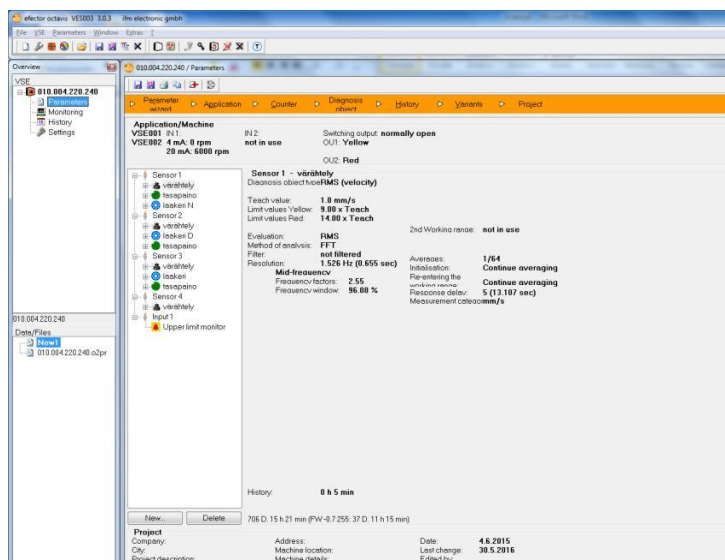 efector octavis VES003 3.0.3 ifm electronic gmbh
File VSE Parameters Window Extras ?
Overview
VSE
010.004.220.240
Parameters
Monitoring
History
Settings
010.004.220.240
Data/Files
New1
010.004.220.240.o2pr
010.004.220.240 / Parameters
Parameter wizard Application Counter Diagnosis object History Variants Project
Application/Machine
VSE001 IN 1: IN 2: Switching output: normally open
VSE002 4 mA: 0 rpm not in use OU1: Yellow
20 mA: 6000 rpm
OU2: Red
Sensor 1
värähtely
tasapaino
laakeri N
Sensor 2
värähtely
laakeri D
tasapaino
Sensor 3
värähtely
laakeri
tasapaino
Sensor 4
värähtely
Input1
Upper limit monitor
Sensor 1 - värähtely
Diagnosis object type RMS (velocity)
Teach value: 1.0 mm/s
Limit values Yellow: 9.00 x Teach
Limit values Red: 14.00 x Teach
2nd Working range: not in use
Evaluation: RMS
Method of analysis: FFT
Filter: not filtered
Resolution: 1.526 Hz (0.655 sec)
Mid-frequency
Frequency factors: 2.55
Frequency window: 96.08 %
Averages: 1/64
Initialisation: Continue averaging
Re-entering the working range: Continue averaging
Response delay: 5 (13.107 sec)
Measurement categor mm/s
History: 0 h 5 min
New... Delete 706 D. 15 h 21 min (FW-0.7.255: 37 D. 11 h 15 min)
Project
Company: Address: Date: 4.6.2015
City: Machine location: Last change: 30.5.2016
Project description: Machine details: Edited by: